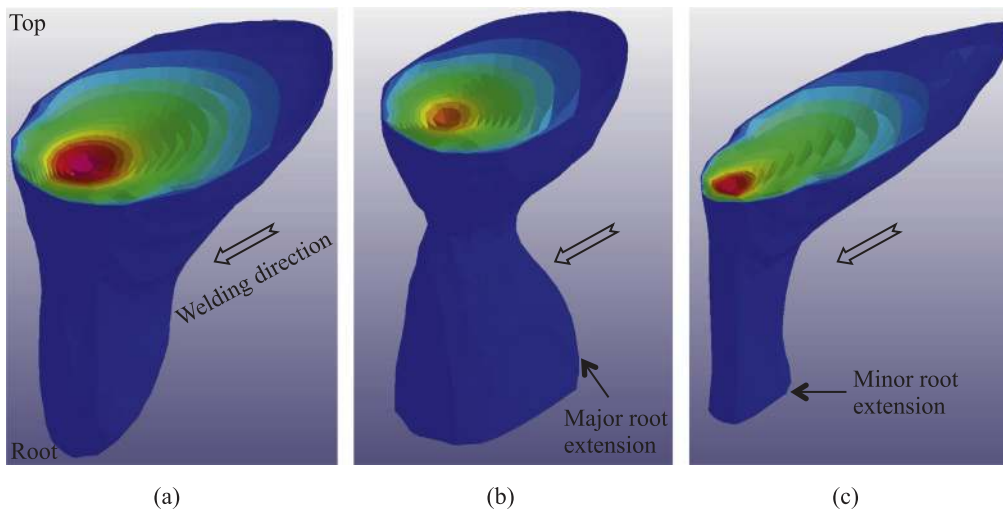 Top
Welding direction
Root
Major root
extension
Minor root
extension
(a)
(b)
(c)